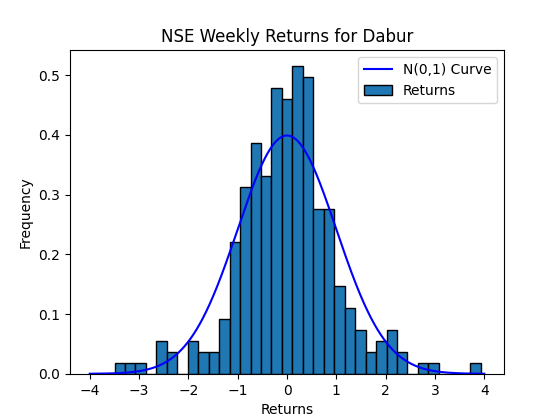 NSE Weekly Returns for Dabur
N(0,1) Curve
Returns
Frequency
0.5
0.4
0.3
0.2
0.1
0.0
−4 −3 −2 −1 0 1 2 3 4
Returns